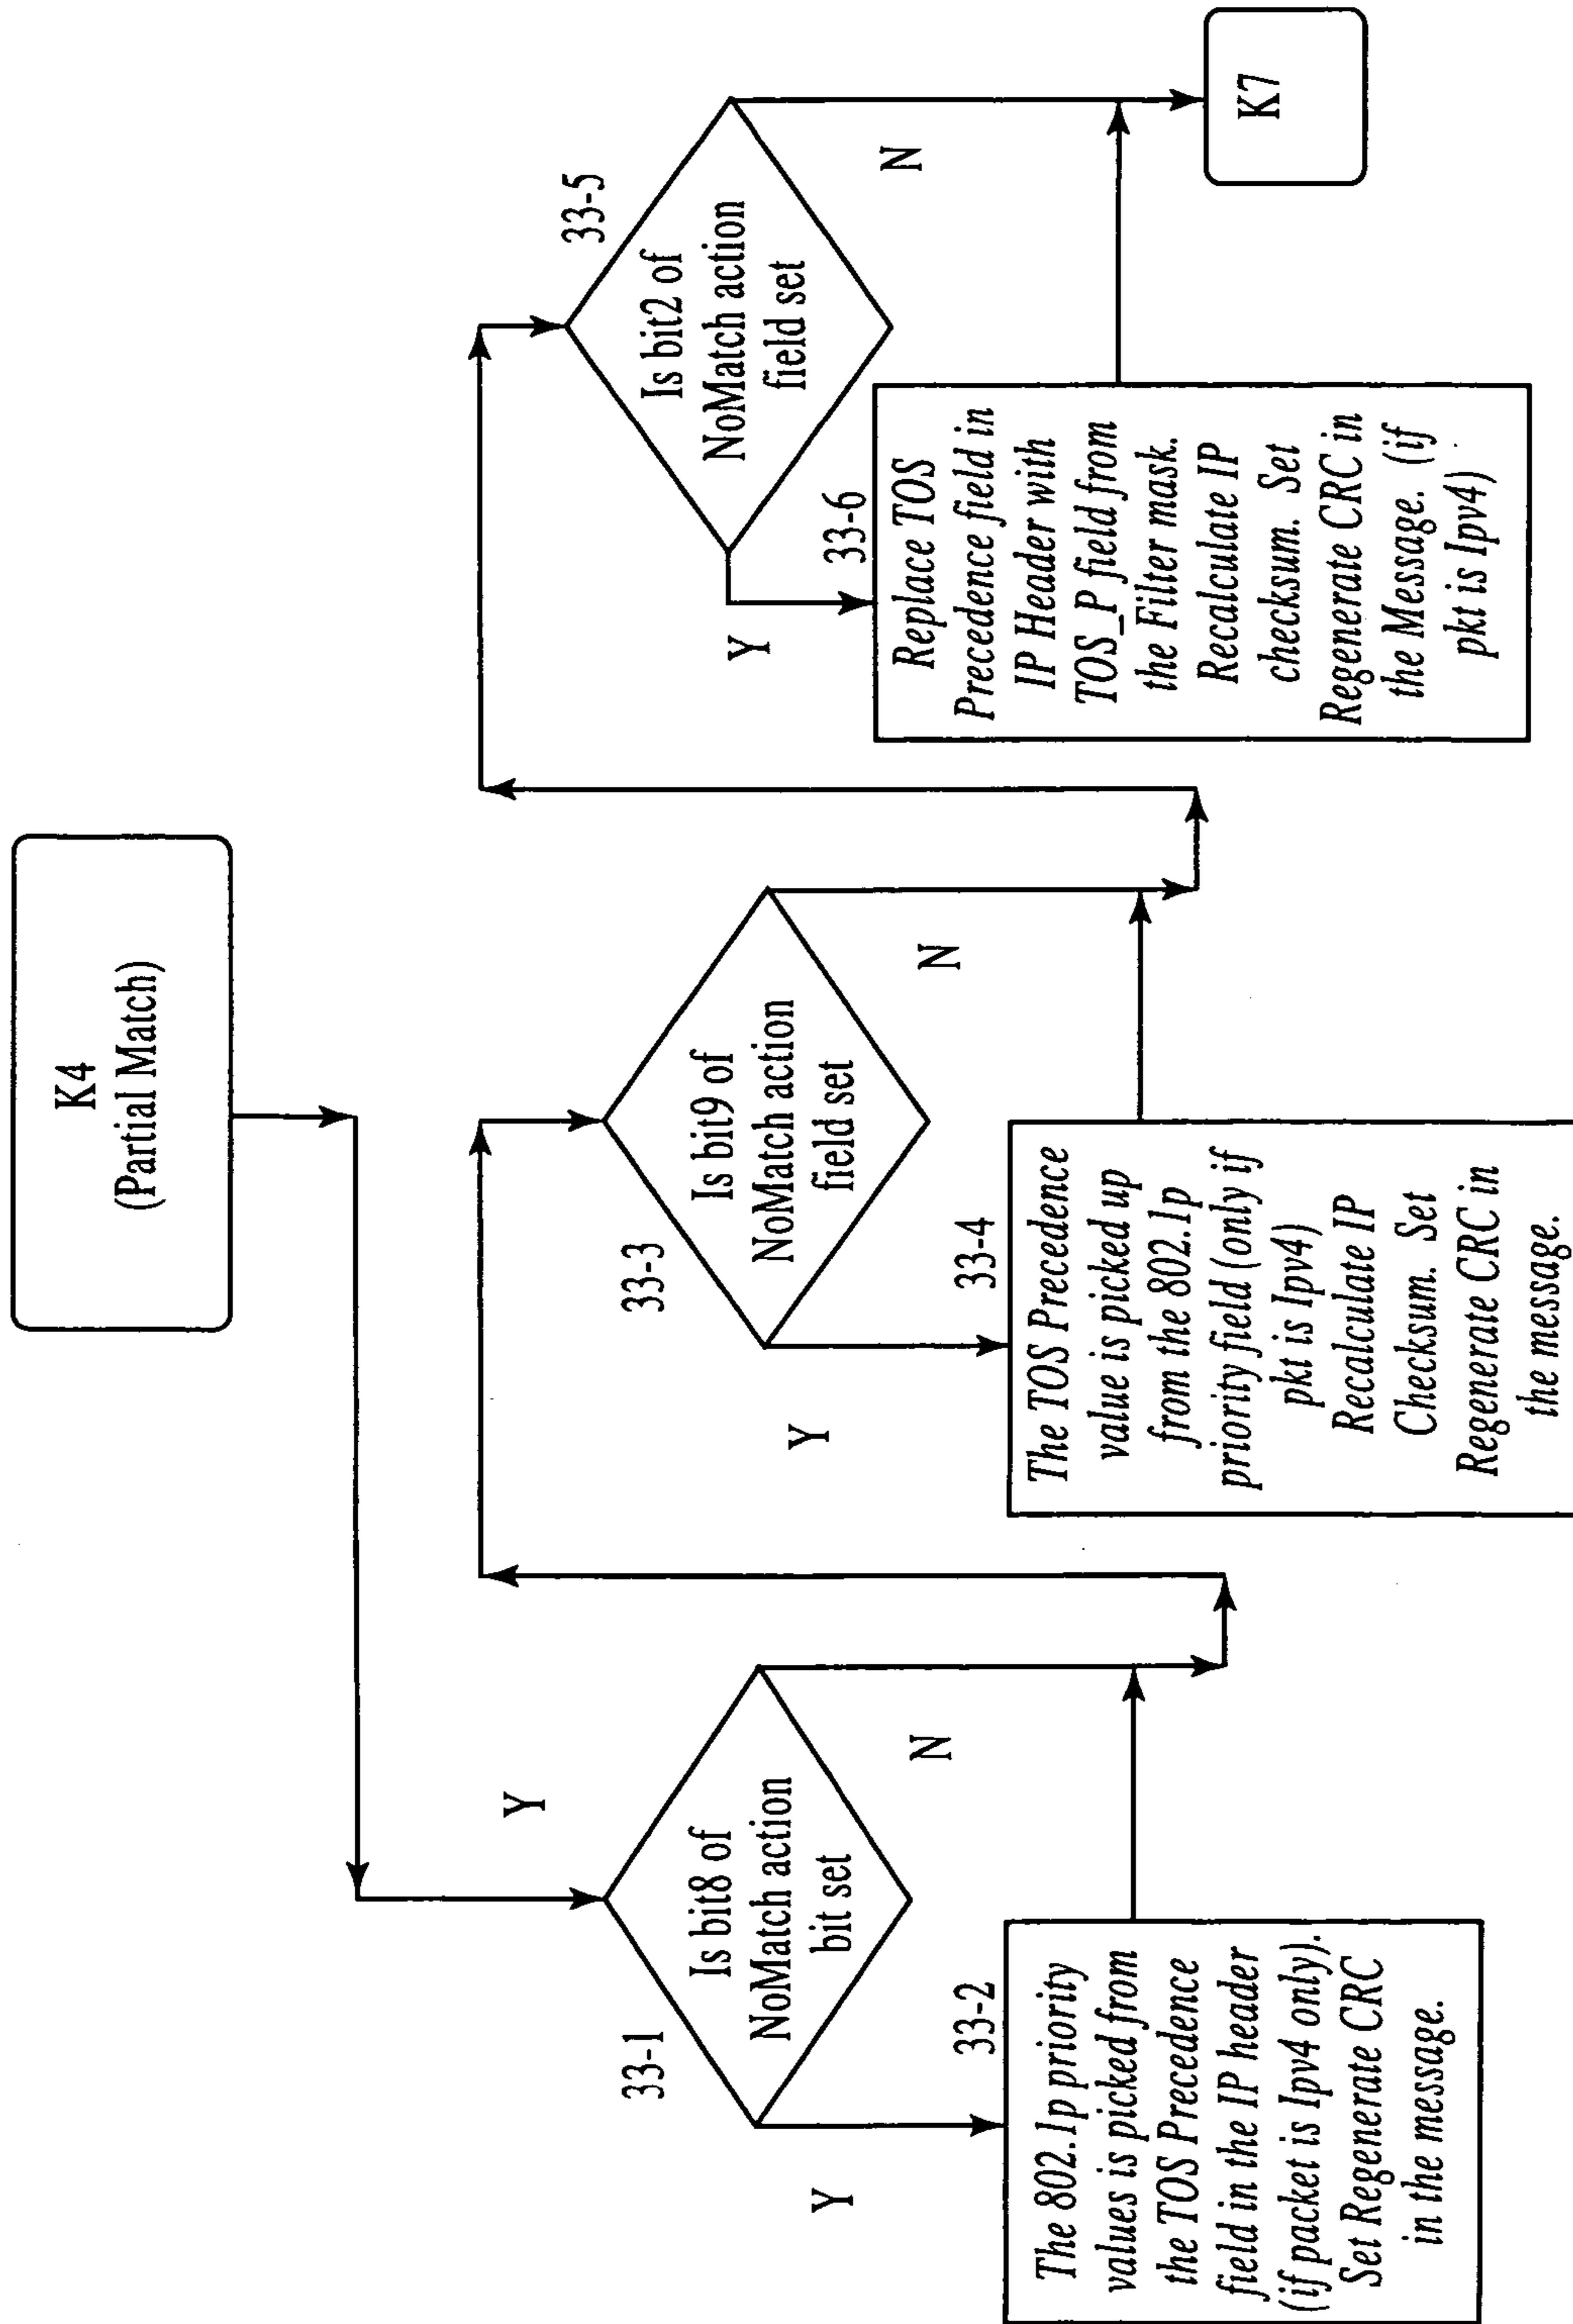 K4
(Partial Match)
Y
33-1
Is bit8 of
NoMatch action
bit set
Y
N
33-2
The 802.1p priority
values is picked from
the TOS Precedence
field in the IP header
(if packet is Ipv4 only).
Set Regenerate CRC
in the message.
33-3
Is bit9 of
NoMatch action
field set
Y
N
33-4
The TOS Precedence
value is picked up
from the 802.1p
priority field (only if
pkt is Ipv4)
Recalculate IP
Checksum. Set
Regenerate CRC in
the message.
33-5
Is bit2 of
NoMatch action
field set
Y
N
33-6
Replace TOS
Precedence field in
IP Header with
TOS_P field from
the Filter mask.
Recalculate IP
checksum. Set
Regenerate CRC in
the Message. (if
pkt is Ipv4)
K7